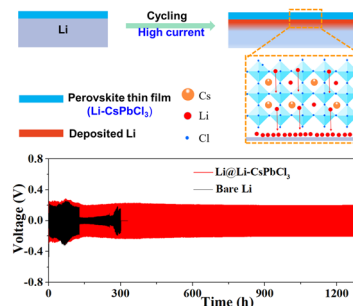 Li
Cycling
High current
Perovskite thin film
(Li-CsPbCl₃)
Deposited Li
Cs
Li
Cl
Li@Li-CsPbCl₃
Bare Li
Voltage (V)
0.8
0.4
0.0
-0.4
-0.8
0
300
600
900
1200
Time (h)